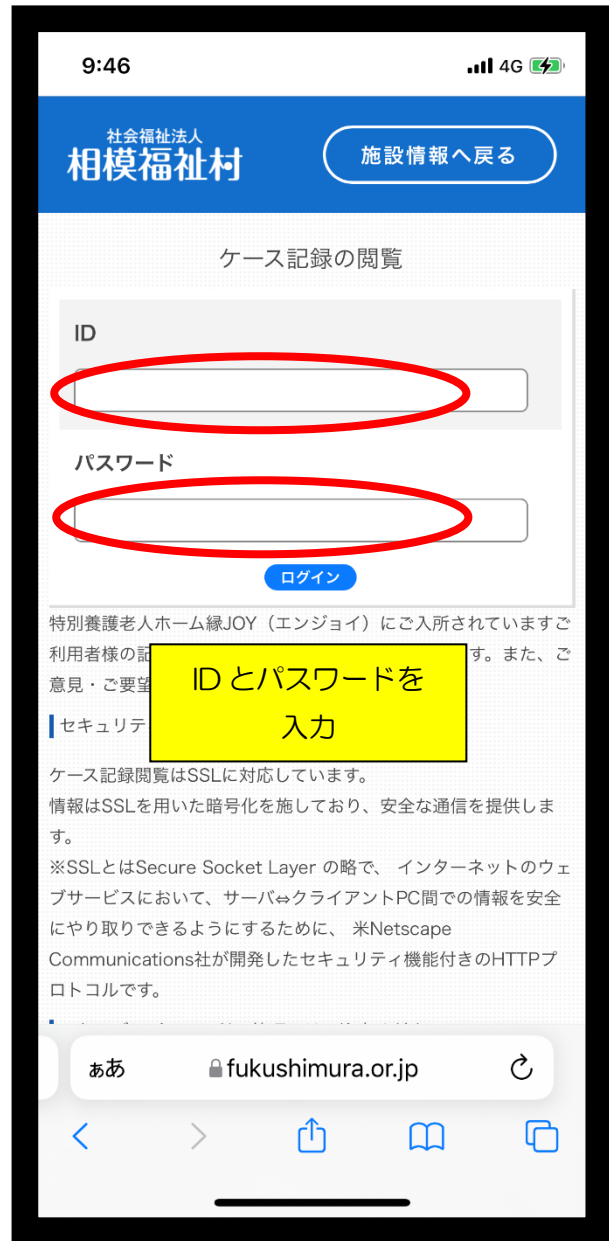 9:46
4G
社会福祉法人
相模福祉村
施設情報へ戻る
ケース記録の閲覧
ID
パスワード
ログイン
特別養護老人ホーム縁JOY（エンジョイ）にご入所されていますご
利用者様の記
す。また、ご
意見・ご要望
ID とパスワードを
入力
セキュリテ
ケース記録閲覧はSSLに対応しています。
情報はSSLを用いた暗号化を施しており、安全な通信を提供しま
す。
※SSLとはSecure Socket Layer の略で、 インターネットのウェ
ブサービスにおいて、サーバ⇔クライアントPC間での情報を安全
にやり取りできるようにするために、 米Netscape
Communications社が開発したセキュリティ機能付きのHTTPプ
ロトコルです。
ぁあ
fukushimura.or.jp